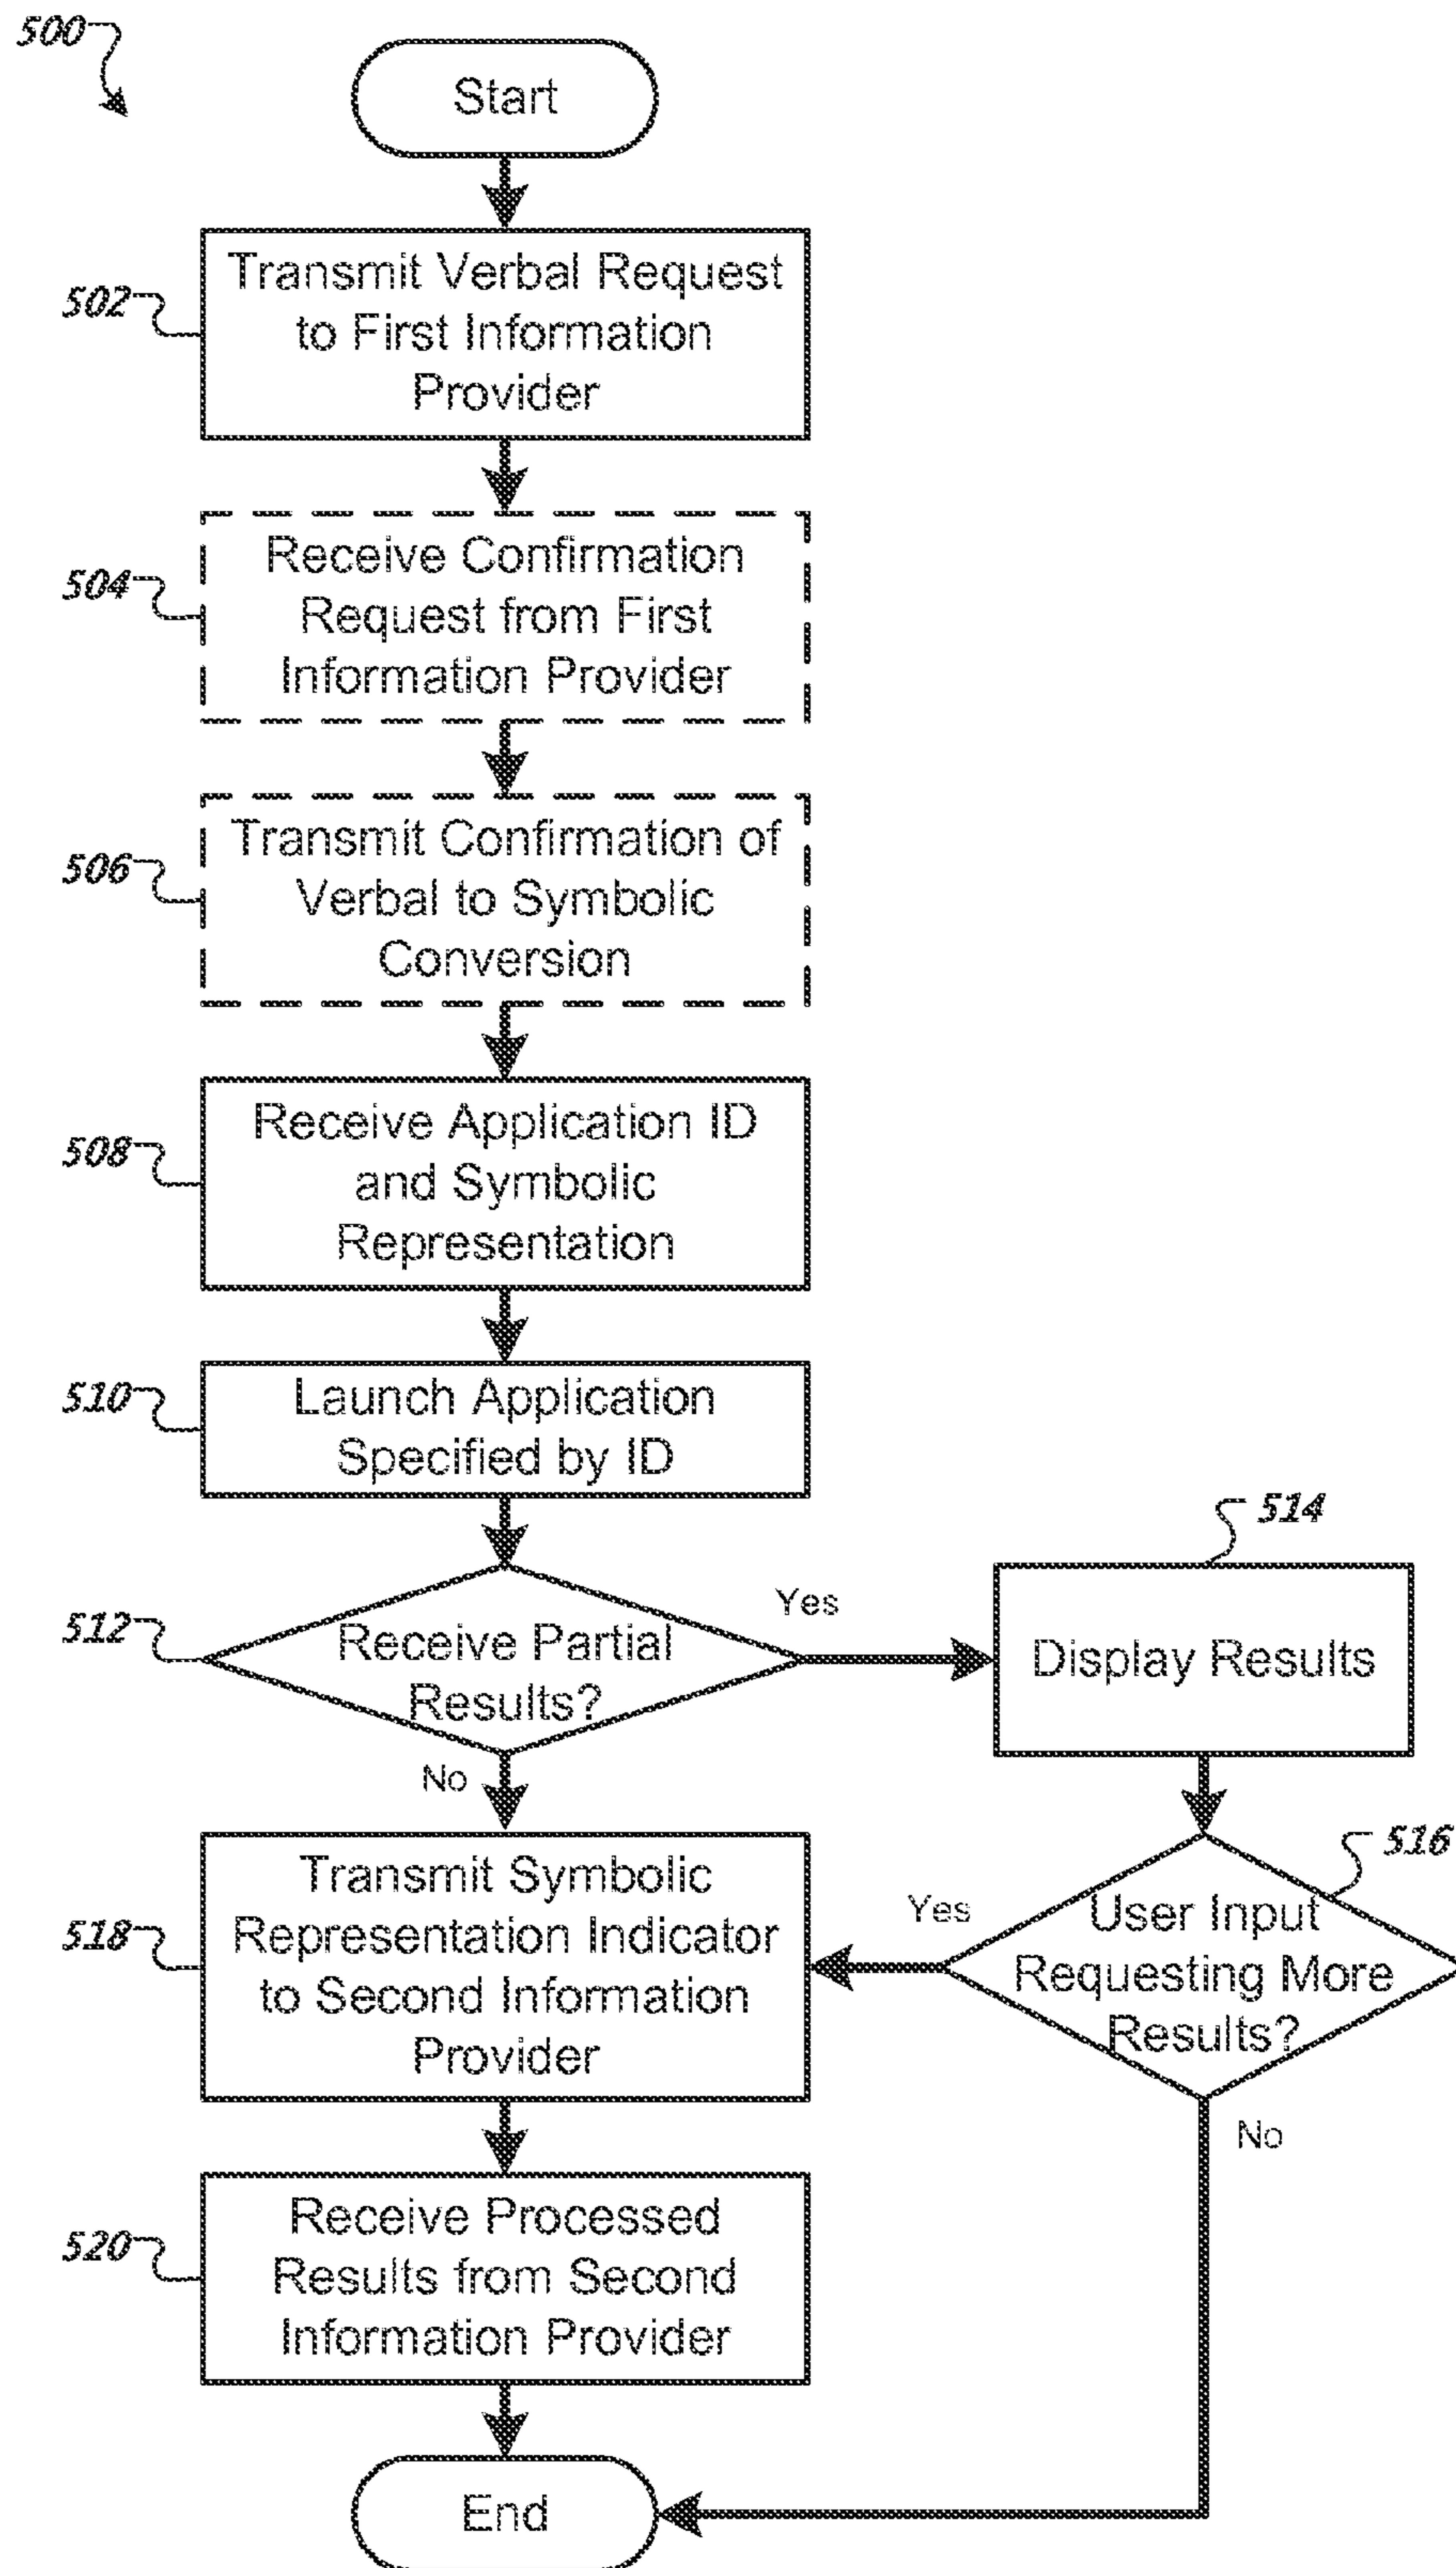 500
Start
502
Transmit Verbal Request
to First Information
Provider
504
Receive Confirmation
Request from First
Information Provider
506
Transmit Confirmation of
Verbal to Symbolic
Conversion
508
Receive Application ID
and Symbolic
Representation
510
Launch Application
Specified by ID
512
Receive Partial
Results?
Yes
514
Display Results
No
518
Transmit Symbolic
Representation Indicator
to Second Information
Provider
Yes
516
User Input
Requesting More
Results?
No
520
Receive Processed
Results from Second
Information Provider
End